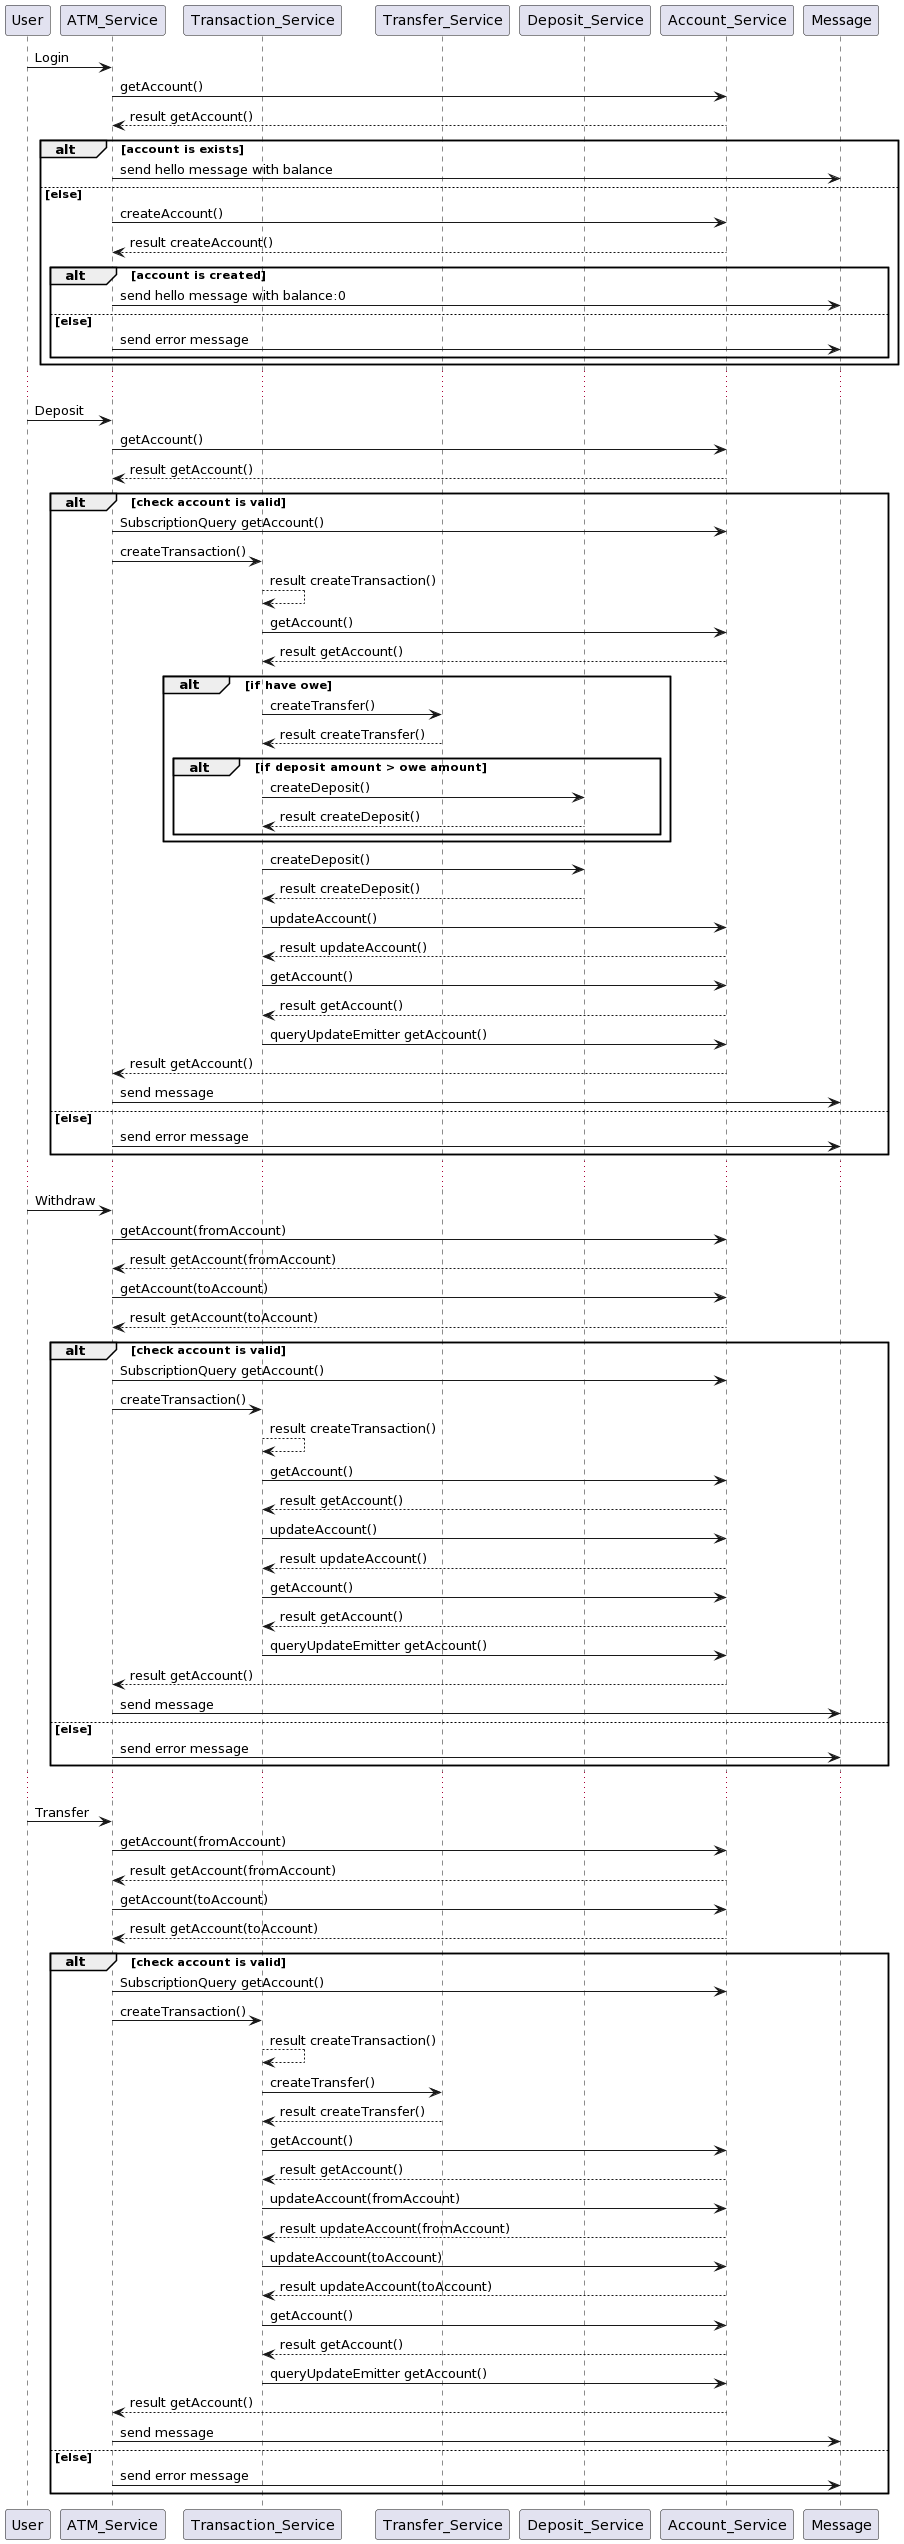 User ATM_Service Transaction_Service Transfer_Service Deposit_Service Account_Service Message
Login
getAccount()
result getAccount()
alt [account is exists]
send hello message with balance
[else]
createAccount()
result createAccount()
alt [account is created]
send hello message with balance:0
[else]
send error message
Deposit
getAccount()
result getAccount()
alt [check account is valid]
SubscriptionQuery getAccount()
createTransaction()
result createTransaction()
getAccount()
result getAccount()
alt [if have owe]
createTransfer()
result createTransfer()
alt [if deposit amount > owe amount]
createDeposit()
result createDeposit()
createDeposit()
result createDeposit()
updateAccount()
result updateAccount()
getAccount()
result getAccount()
queryUpdateEmitter getAccount()
result getAccount()
send message
[else]
send error message
Withdraw
getAccount(fromAccount)
result getAccount(fromAccount)
getAccount(toAccount)
result getAccount(toAccount)
alt [check account is valid]
SubscriptionQuery getAccount()
createTransaction()
result createTransaction()
getAccount()
result getAccount()
updateAccount()
result updateAccount()
getAccount()
result getAccount()
queryUpdateEmitter getAccount()
result getAccount()
send message
[else]
send error message
Transfer
getAccount(fromAccount)
result getAccount(fromAccount)
getAccount(toAccount)
result getAccount(toAccount)
alt [check account is valid]
SubscriptionQuery getAccount()
createTransaction()
result createTransaction()
createTransfer()
result createTransfer()
getAccount()
result getAccount()
updateAccount(fromAccount)
result updateAccount(fromAccount)
updateAccount(toAccount)
result updateAccount(toAccount)
getAccount()
result getAccount()
queryUpdateEmitter getAccount()
result getAccount()
send message
[else]
send error message
User ATM_Service Transaction_Service Transfer_Service Deposit_Service Account_Service Message